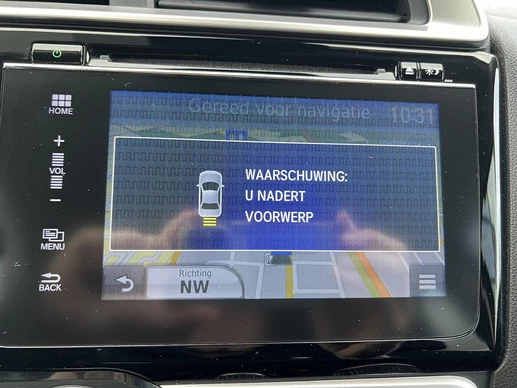 Gereed voor navigatie 10:31
HOME
+
VOL
−
MENU
BACK
WAARSCHUWING:
U NADERT
VOORWERP
Richting
NW